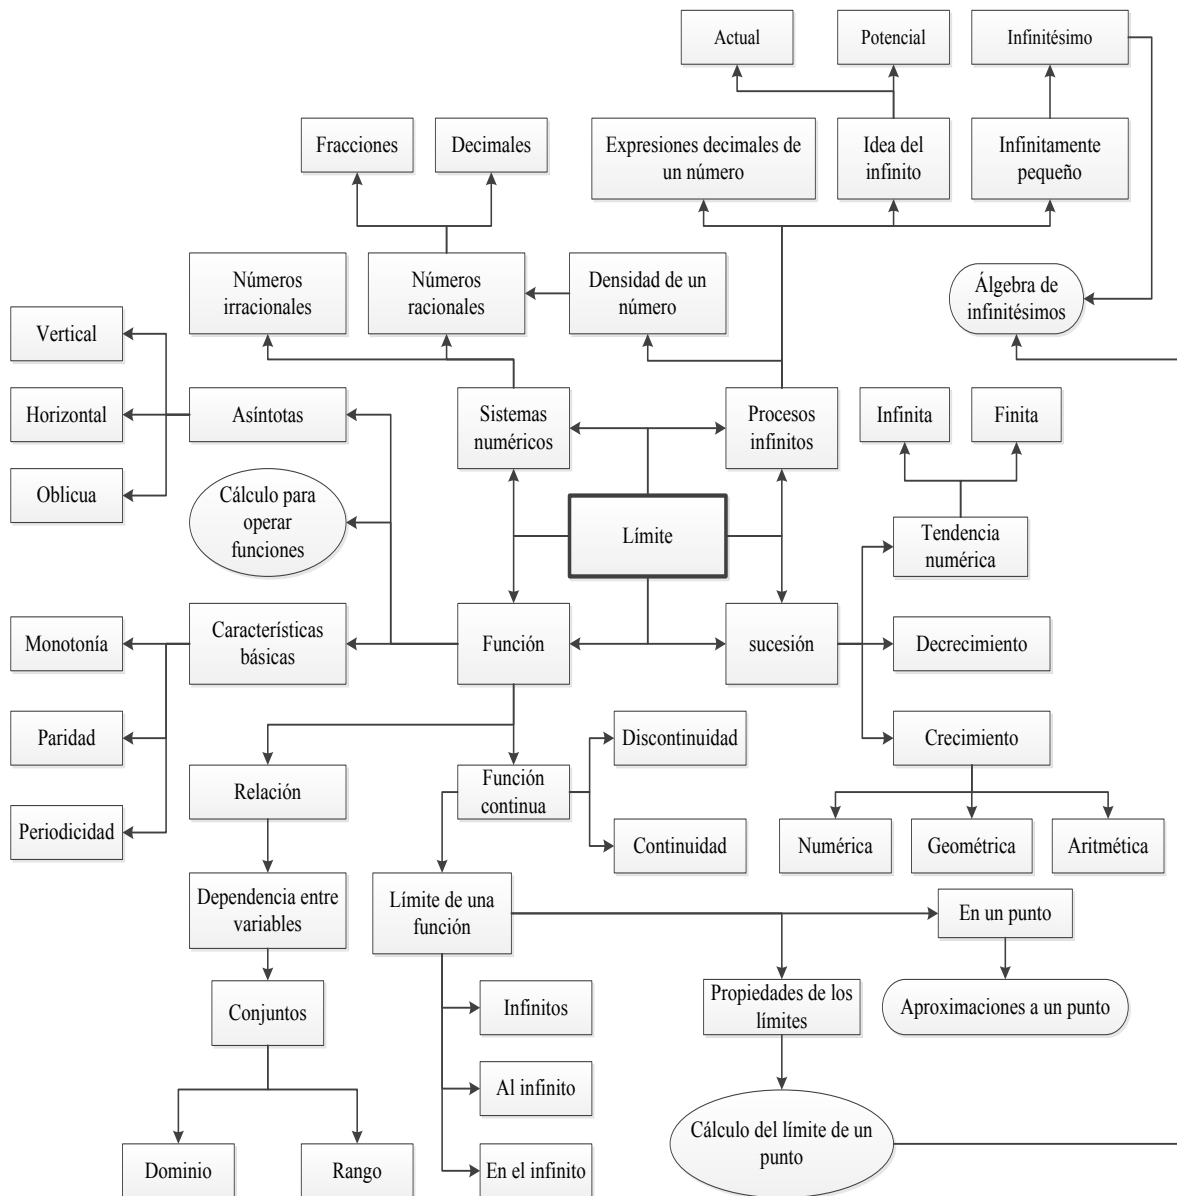 Actual
Potencial
Infinitésimo
Fracciones
Decimales
Expresiones decimales de
un número
Idea del
infinito
Infinitamente
pequeño
Números
irracionales
Números
racionales
Densidad de un
número
Álgebra de
infinitésimos
Vertical
Horizontal
Oblicua
Asíntotas
Sistemas
numéricos
Procesos
infinitos
Infinita
Finita
Cálculo para
operar
funciones
Límite
Tendencia
numérica
Monotonía
Paridad
Periodicidad
Características
básicas
Función
sucesión
Decrecimiento
Crecimiento
Relación
Función
continua
Discontinuidad
Continuidad
Numérica
Geométrica
Aritmética
Dependencia entre
variables
Límite de una
función
En un punto
Conjuntos
Infinitos
Propiedades de los
límites
Aproximaciones a un punto
Al infinito
Dominio
Rango
En el infinito
Cálculo del límite de un
punto